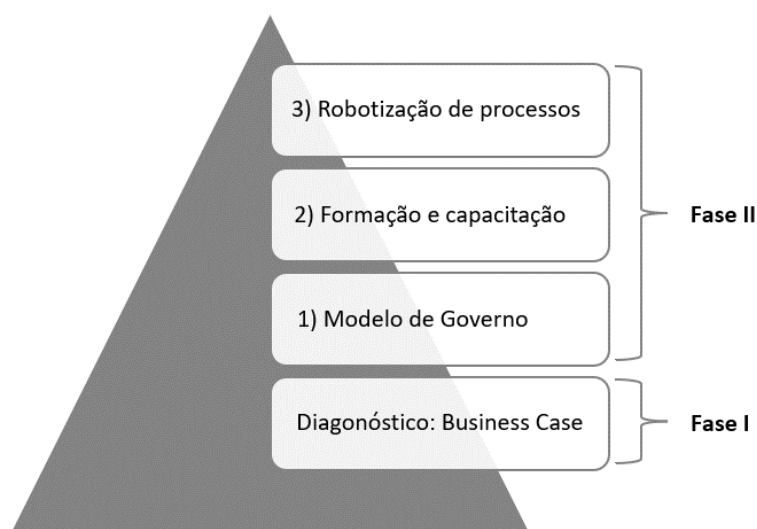 3) Robotização de processos
2) Formação e capacitação
Fase II
1) Modelo de Governo
Diagonóstico: Business Case
Fase I